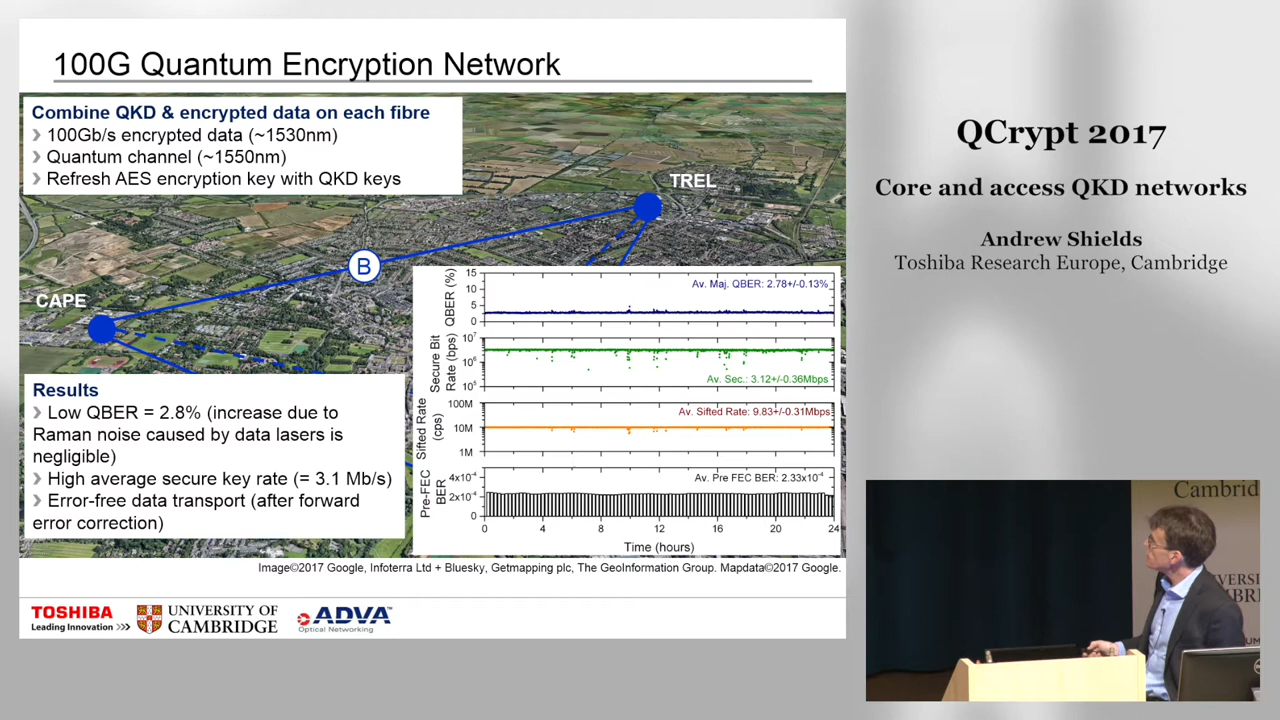 100G Quantum Encryption Network
Combine QKD & encrypted data on each fibre
› 100Gb/s encrypted data (~1530nm)
› Quantum channel (~1550nm)
› Refresh AES encryption key with QKD keys
TREL
B
CAPE
Results
› Low QBER = 2.8% (increase due to
Raman noise caused by data lasers is
negligible)
› High average secure key rate (= 3.1 Mb/s)
› Error-free data transport (after forward
error correction)
QBER (%)
15
10
5
0
Av. Maj. QBER: 2.78+/-0.13%
Secure Bit
Rate (bps)
10⁷
10⁶
10⁵
Av. Sec.: 3.12+/-0.36Mbps
Sifted Rate
(cps)
100M
10M
1M
Av. Sifted Rate: 9.83+/-0.31Mbps
Pre-FEC
BER
4x10⁻⁴
2x10⁻⁴
0
Av. Pre FEC BER: 2.33x10⁻⁴
0 4 8 12 16 20 24
Time (hours)
Image©2017 Google, Infoterra Ltd + Bluesky, Getmapping plc, The GeoInformation Group. Mapdata©2017 Google.
TOSHIBA
Leading Innovation >>>
UNIVERSITY OF
CAMBRIDGE
ADVA™
Optical Networking
QCrypt 2017
Core and access QKD networks
Andrew Shields
Toshiba Research Europe, Cambridge
Cambrid